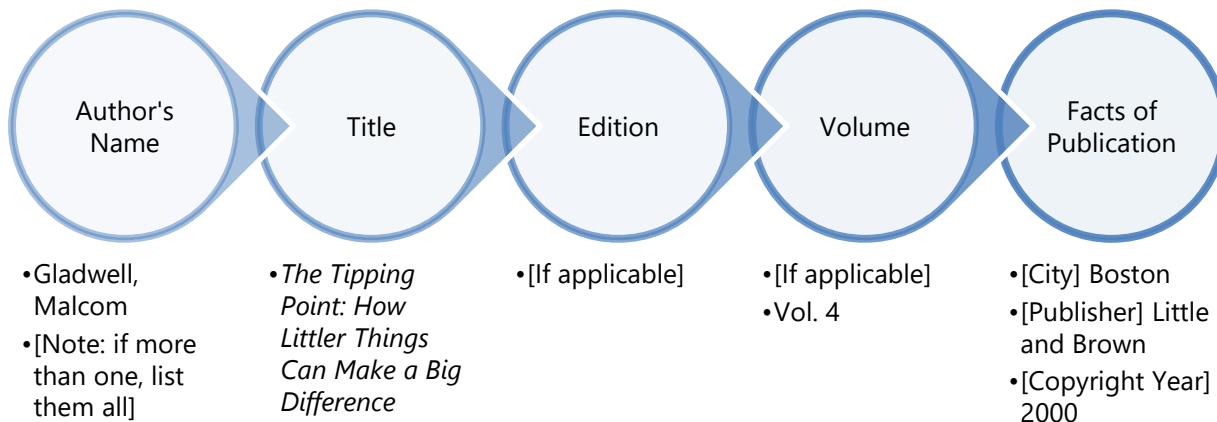 Author's
Name
Title
Edition
Volume
Facts of
Publication
•Gladwell,
Malcom
•[Note: if more
than one, list
them all]
•The Tipping
Point: How
Littler Things
Can Make a Big
Difference
•[If applicable]
•[If applicable]
•Vol. 4
•[City] Boston
•[Publisher] Little
and Brown
•[Copyright Year]
2000